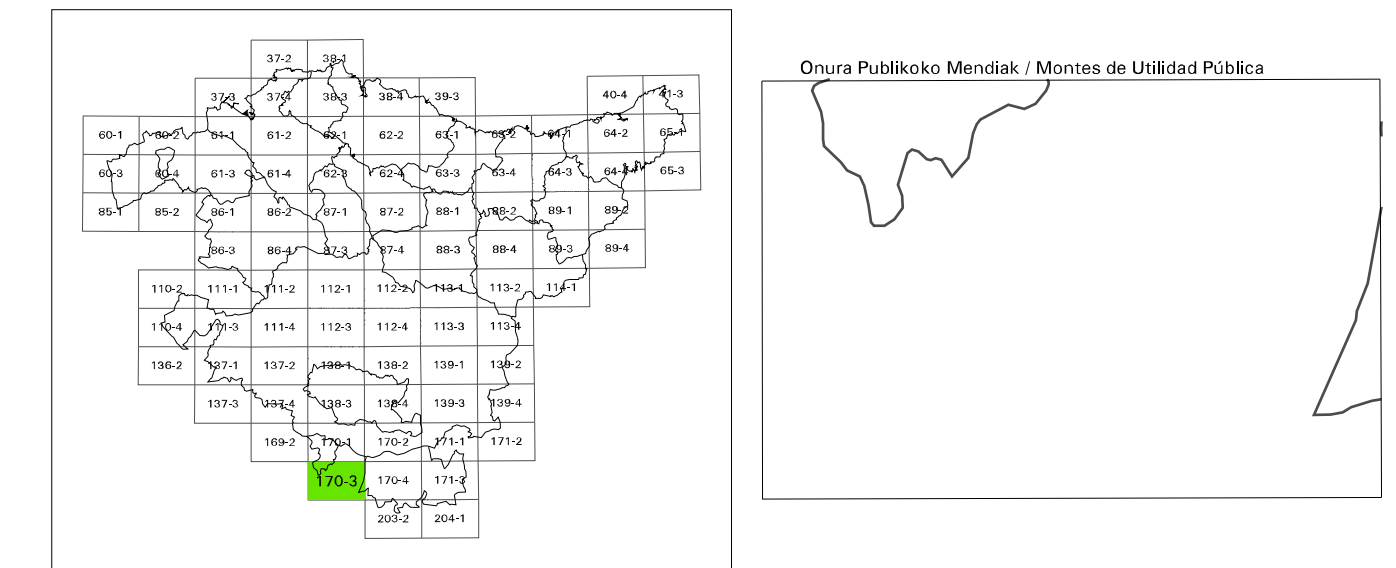 37-2 38-1
37-3 37-4 38-3 38-4 39-3 40-4 41-3
60-1 60-2 61-1 61-2 62-1 62-2 63-1 63-2 64-1 64-2 65-1
60-3 60-4 61-3 61-4 62-3 62-4 63-3 63-4 64-3 64-4 65-3
85-1 85-2 86-1 86-2 87-1 87-2 88-1 88-2 89-1 89-2
86-3 86-4 87-3 87-4 88-3 88-4 89-3 89-4
110-2 111-1 111-2 112-1 112-2 113-1 113-2 114-1
110-4 111-3 111-4 112-3 112-4 113-3 113-4
136-2 137-1 137-2 138-1 138-2 139-1 139-2
137-3 137-4 138-3 138-4 139-3 139-4
169-2 170-1 170-2 171-1 171-2
170-3 170-4 171-3
203-2 204-1
Onura Publikoko Mendiak / Montes de Utilidad Pública